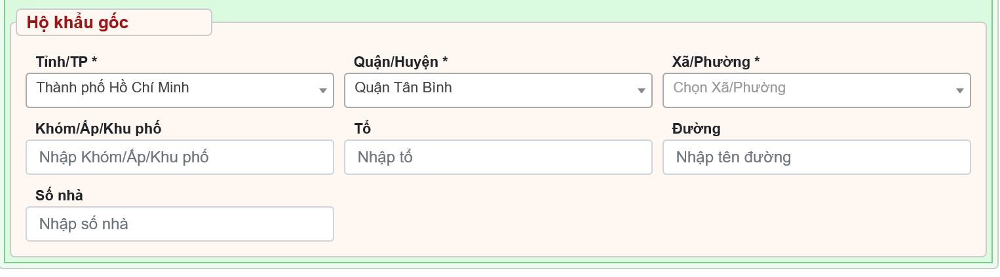 Hộ khẩu gốc
Tỉnh/TP * Quận/Huyện * Xã/Phường *
Thành phố Hồ Chí Minh Quận Tân Bình Chọn Xã/Phường
Khóm/Ấp/Khu phố Tổ Đường
Nhập Khóm/Ấp/Khu phố Nhập tổ Nhập tên đường
Số nhà
Nhập số nhà